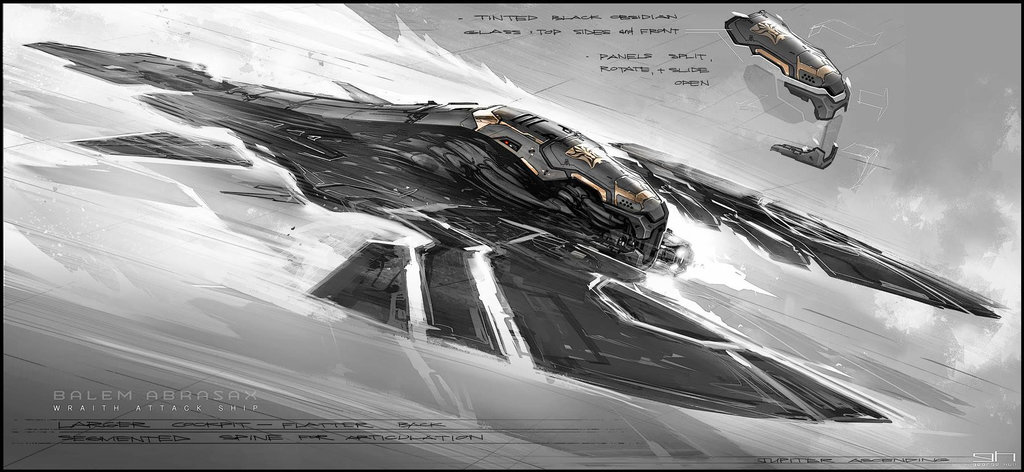 • TINTED BLACK OBSIDIAN
GLASS : TOP SIDES AND FRONT
• PANELS SPLIT,
ROTATE, + SLIDE
OPEN
BALEM ABRASAX
WRAITH ATTACK SHIP
LARGER COCKPIT — FLATTER BACK
SEGMENTED SPINE FOR ARTICULATION
JUPITER ASCENDING
gh